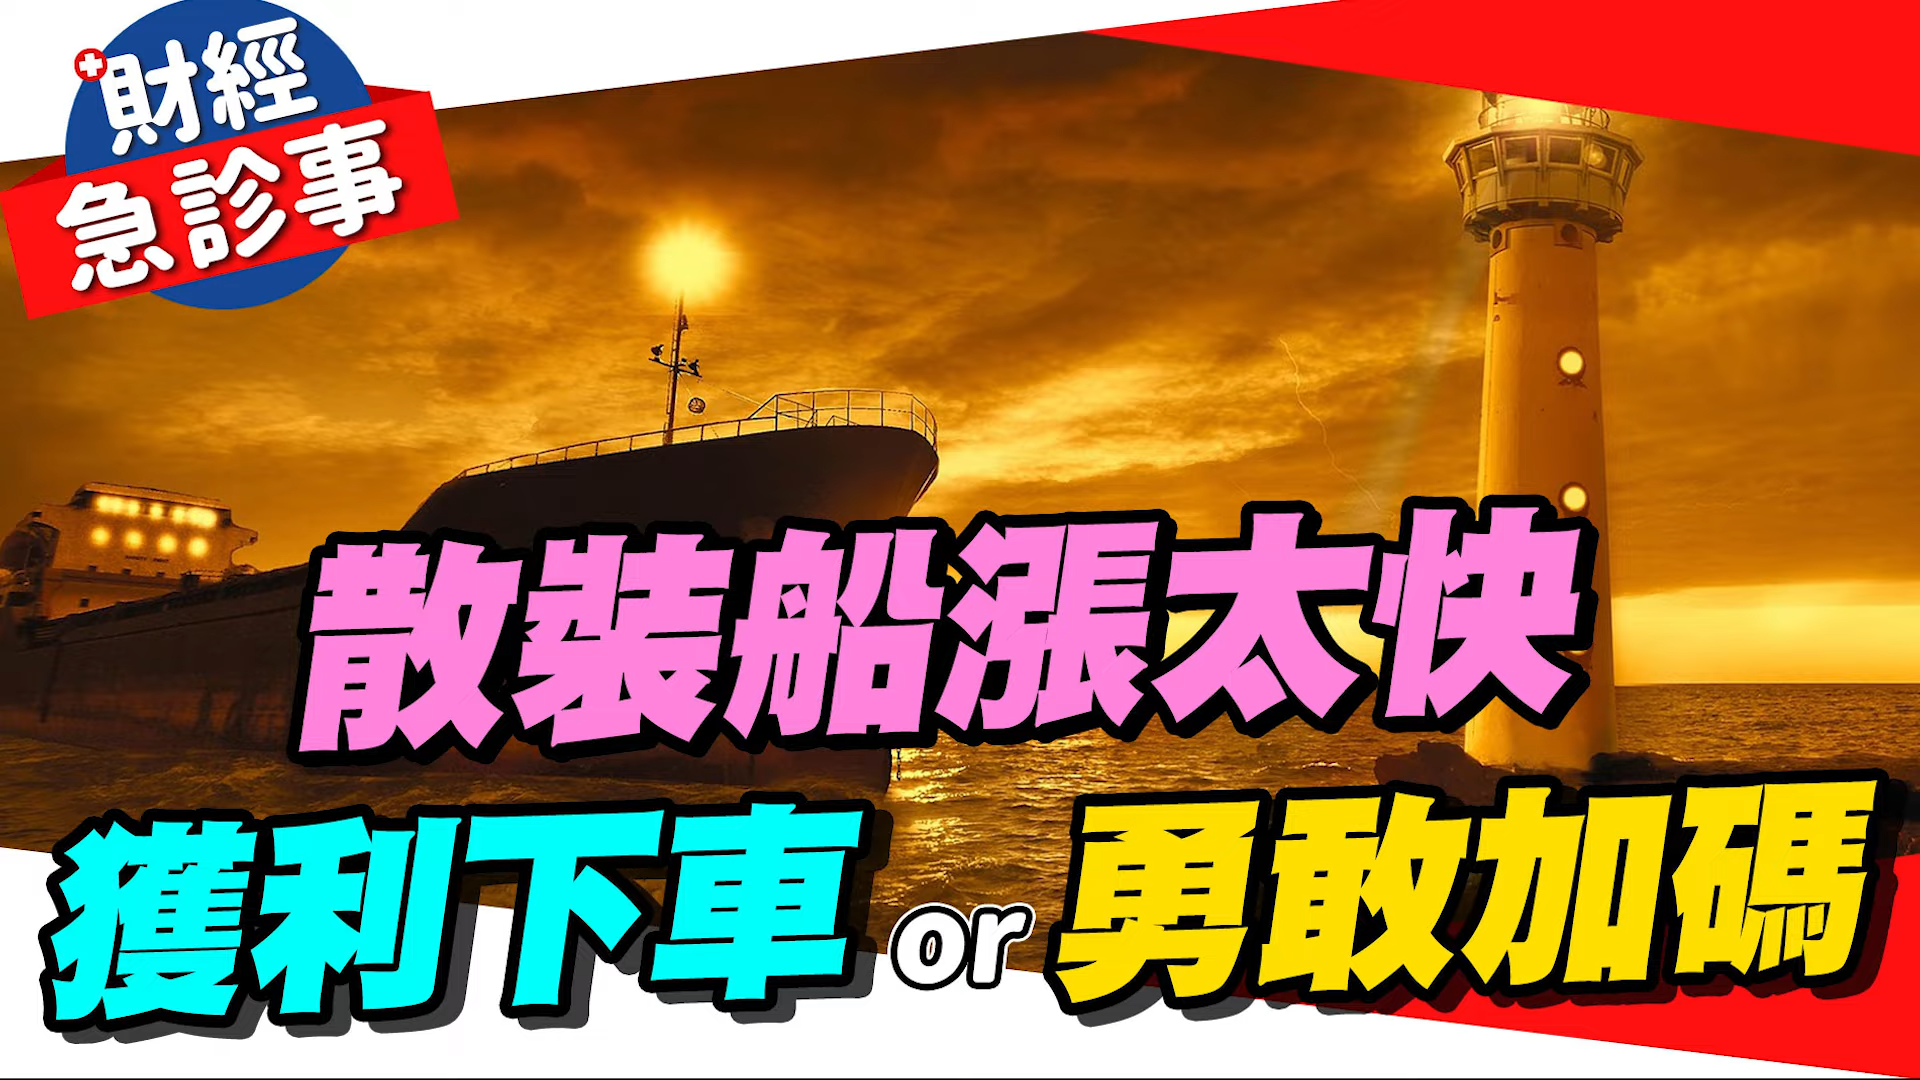 財經
急診事
散裝船漲太快
獲利下車 or 勇敢加碼